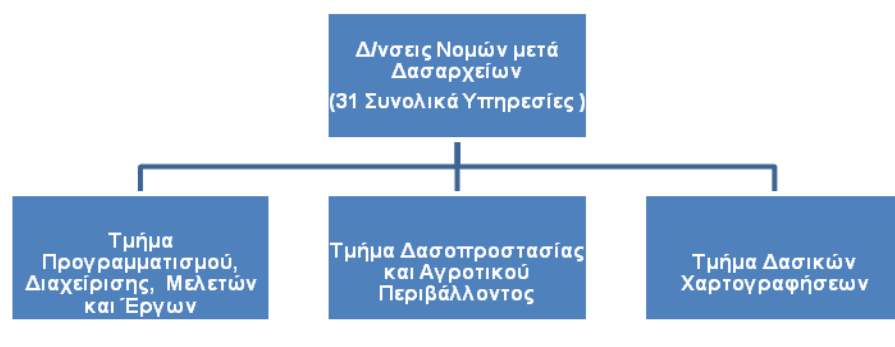 Δ/νσεις Νομών μετά
Δασαρχείων
(31 Συνολικά Υπηρεσίες )
Τμήμα
Προγραμματισμού,
Διαχείρισης, Μελετών
και Έργων
Τμήμα Δασοπροστασίας
και Αγροτικού
Περιβάλλοντος
Τμήμα Δασικών
Χαρτογραφήσεων